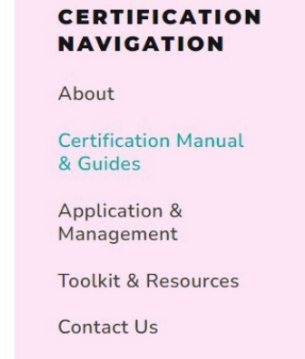 CERTIFICATION
NAVIGATION
About
Certification Manual
& Guides
Application &
Management
Toolkit & Resources
Contact Us